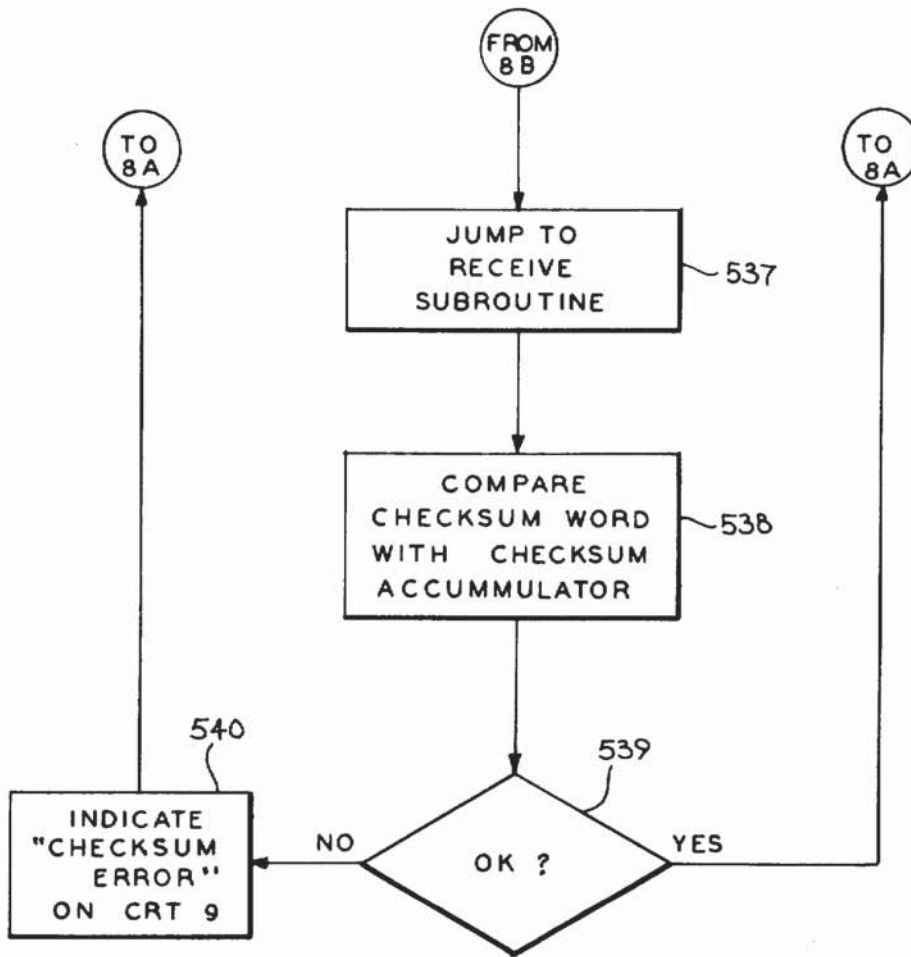 FROM
8B
TO
8A
TO
8A
JUMP TO
RECEIVE
SUBROUTINE
537
COMPARE
CHECKSUM WORD
WITH CHECKSUM
ACCUMMULATOR
538
540
539
INDICATE
"CHECKSUM
ERROR"
ON CRT 9
NO
OK ?
YES